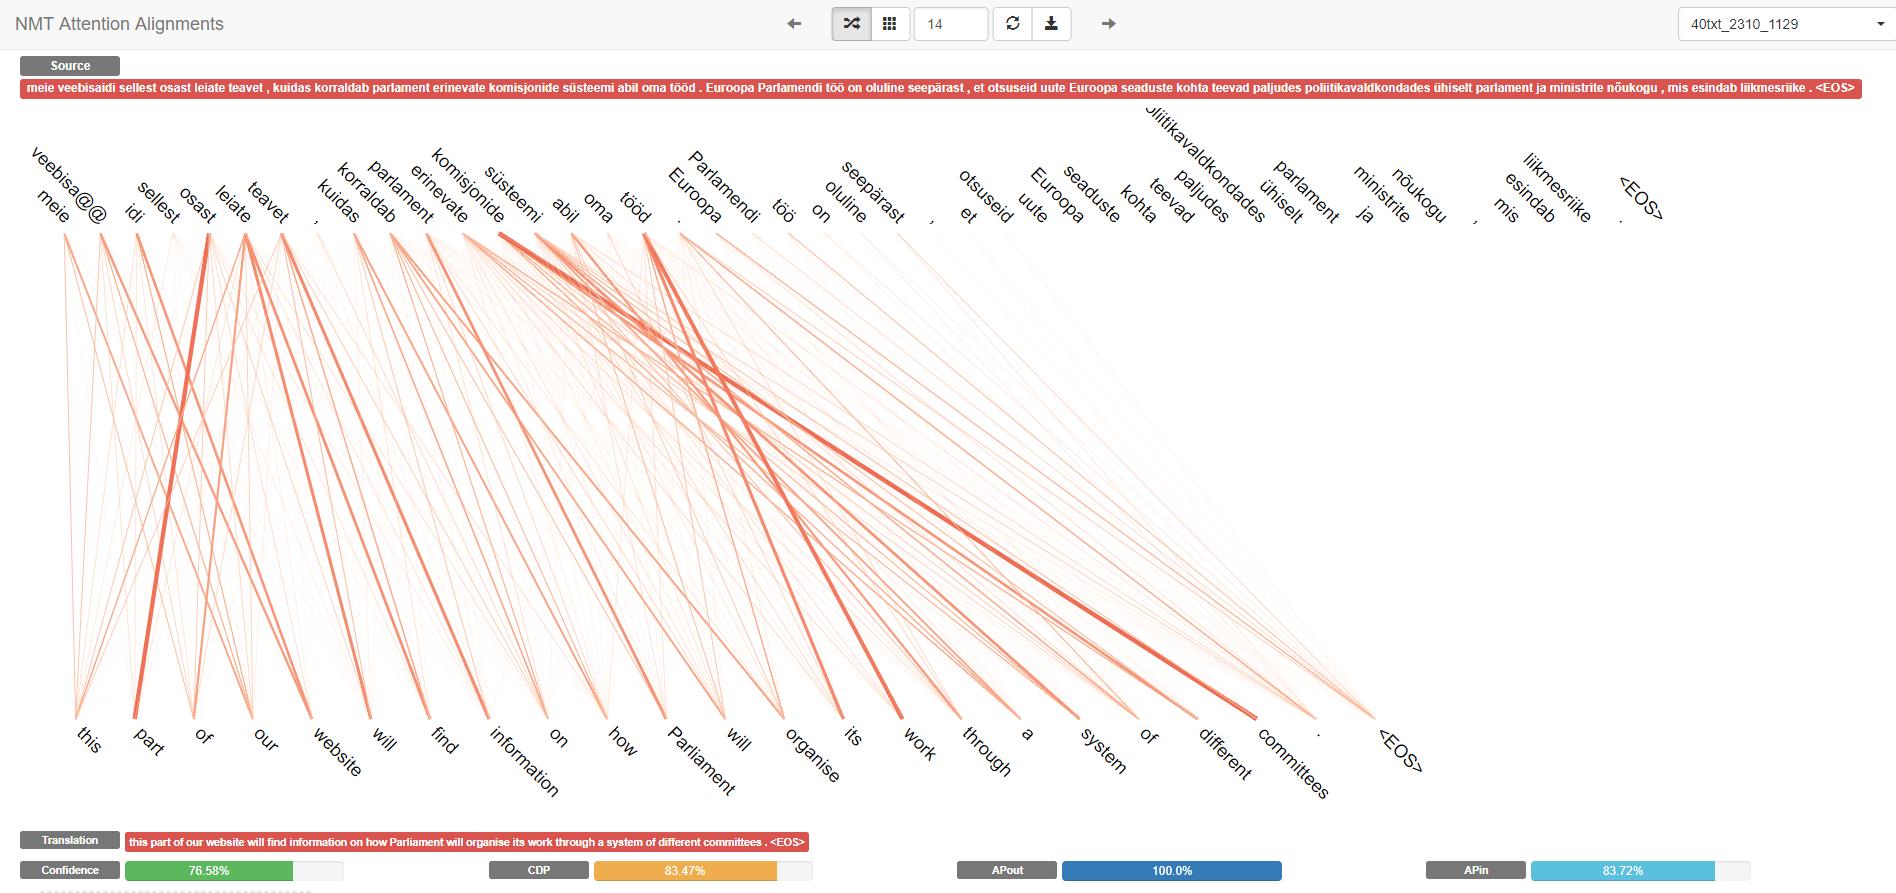 NMT Attention Alignments
14
40txt_2310_1129
Source
meie veebisaidi sellest osast leiate teavet , kuidas korraldab parlament erinevate komisjonide süsteemi abil oma tööd . Euroopa Parlamendi töö on oluline seepärast , et otsuseid uute Euroopa seaduste kohta teevad paljudes poliitikavaldkondades ühiselt parlament ja ministrite nõukogu , mis esindab liikmesriike . <EOS>
meie veebisa@@ idi sellest osast leiate teavet , kuidas korraldab parlament erinevate komisjonide süsteemi abil oma tööd . Euroopa Parlamendi töö on oluline seepärast , et otsuseid uute Euroopa seaduste kohta teevad paljudes oliitikavaldkondades ühiselt parlament ja ministrite nõukogu , mis esindab liikmesriike . <EOS>
this part of our website will find information on how Parliament will organise its work through a system of different committees . <EOS>
Translation
this part of our website will find information on how Parliament will organise its work through a system of different committees . <EOS>
Confidence 76.58% CDP 83.47% APout 100.0% APin 83.72%